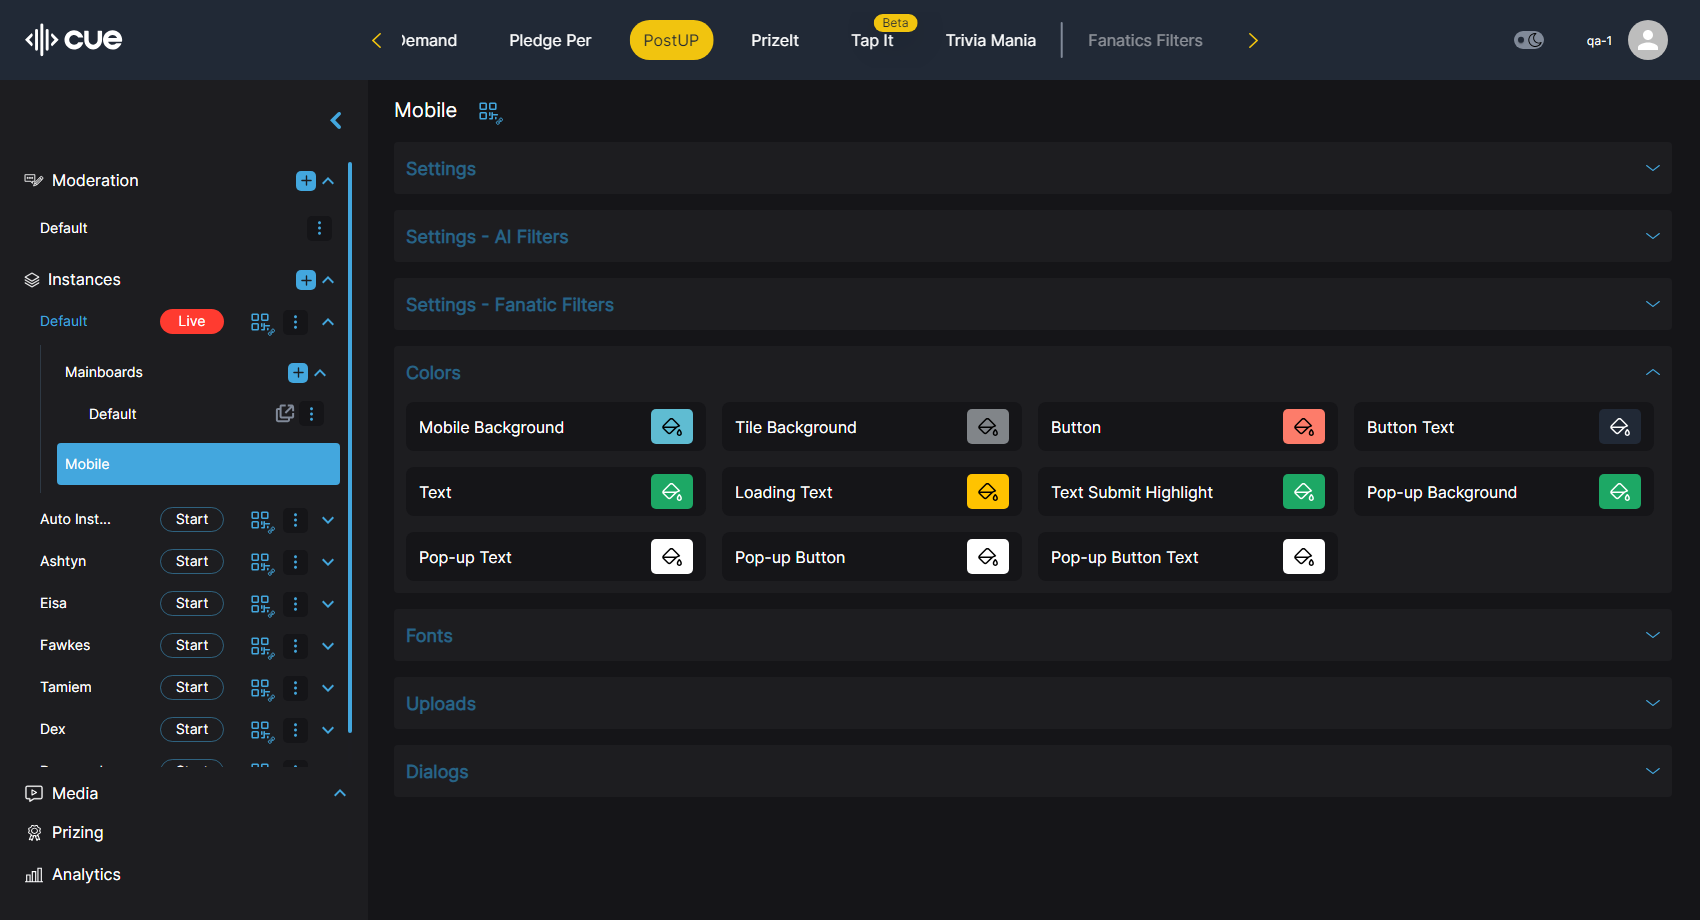 cue
Demand
Pledge Per
PostUP
PrizeIt
Beta
Tap It
Trivia Mania
Fanatics Filters
qa-1
Moderation
Default
Instances
Default
Live
Mainboards
Default
Mobile
Auto Inst...
Start
Ashtyn
Start
Eisa
Start
Fawkes
Start
Tamiem
Start
Dex
Start
Media
Prizing
Analytics
Mobile
Settings
Settings - AI Filters
Settings - Fanatic Filters
Colors
Mobile Background
Tile Background
Button
Button Text
Text
Loading Text
Text Submit Highlight
Pop-up Background
Pop-up Text
Pop-up Button
Pop-up Button Text
Fonts
Uploads
Dialogs